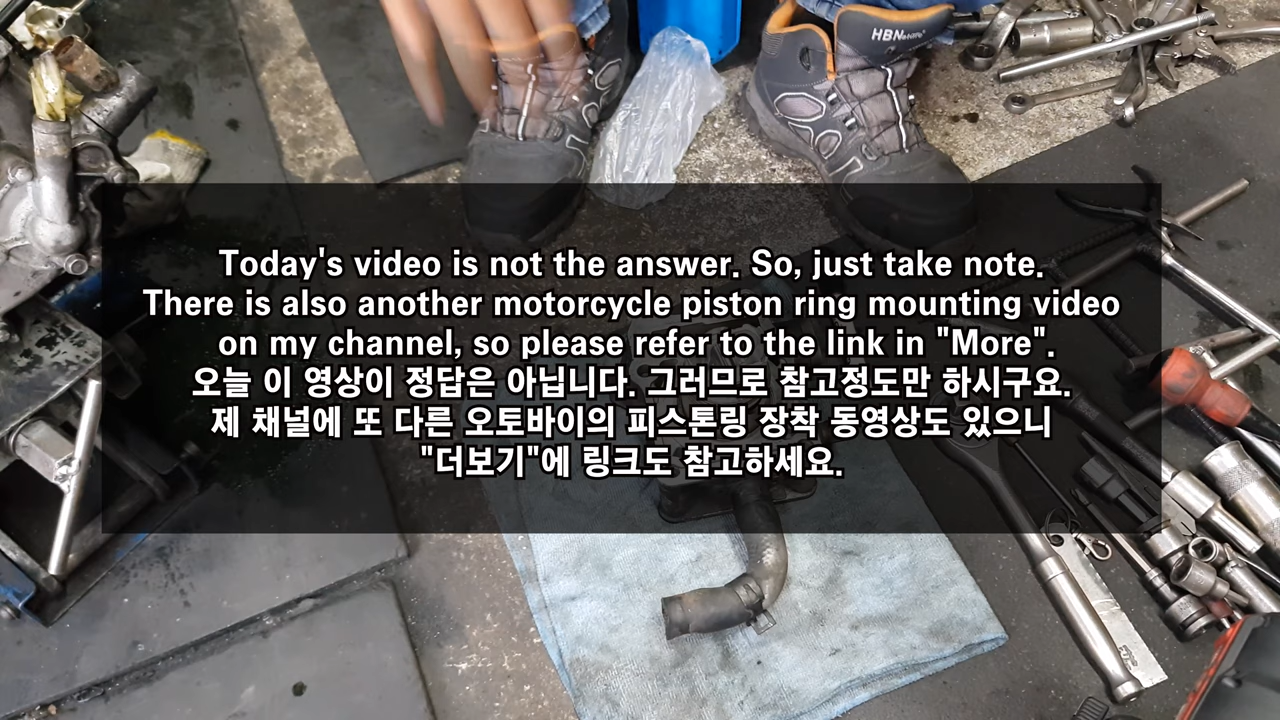 HBN
Today's video is not the answer. So, just take note.
There is also another motorcycle piston ring mounting video
on my channel, so please refer to the link in "More".
오늘 이 영상이 정답은 아닙니다. 그러므로 참고정도만 하시구요.
제 채널에 또 다른 오토바이의 피스톤링 장착 동영상도 있으니
"더보기"에 링크도 참고하세요.